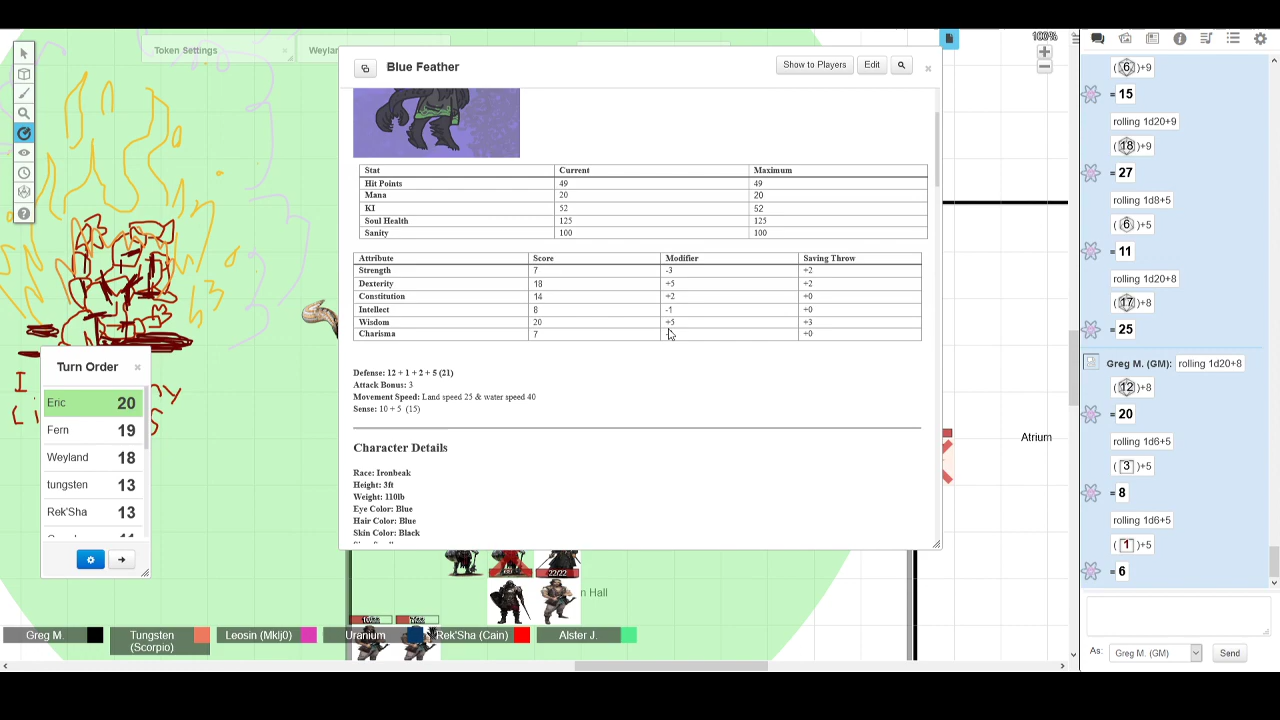 Token Settings
Weylan
100%
Blue Feather
Show to Players
Edit
Stat Current Maximum
Hit Points 49 49
Mana 20 20
KI 52 52
Soul Health 125 125
Sanity 100 100
Attribute Score Modifier Saving Throw
Strength 7 -3 +2
Dexterity 18 +5 +2
Constitution 14 +2 +0
Intellect 8 -1 +0
Wisdom 20 +5 +3
Charisma 7 +0
Defense: 12 + 1 + 2 + 5 (21)
Attack Bonus: 3
Movement Speed: Land speed 25 & water speed 40
Sense: 10 + 5 (15)
Character Details
Race: Ironbeak
Height: 3ft
Weight: 110lb
Eye Color: Blue
Hair Color: Blue
Skin Color: Black
Turn Order
Eric 20
Fern 19
Weyland 18
tungsten 13
Rek'Sha 13
I
Atrium
n Hall
22/22
Greg M.
Tungsten (Scorpio)
Leosin (Mklj0)
Uranium
Rek'Sha (Cain)
Alster J.
(6)+9
= 15
rolling 1d20+9
(18)+9
= 27
rolling 1d8+5
(6)+5
= 11
rolling 1d20+8
(17)+8
= 25
Greg M. (GM): rolling 1d20+8
(12)+8
= 20
rolling 1d6+5
(3)+5
= 8
rolling 1d6+5
(1)+5
= 6
As: Greg M. (GM) Send